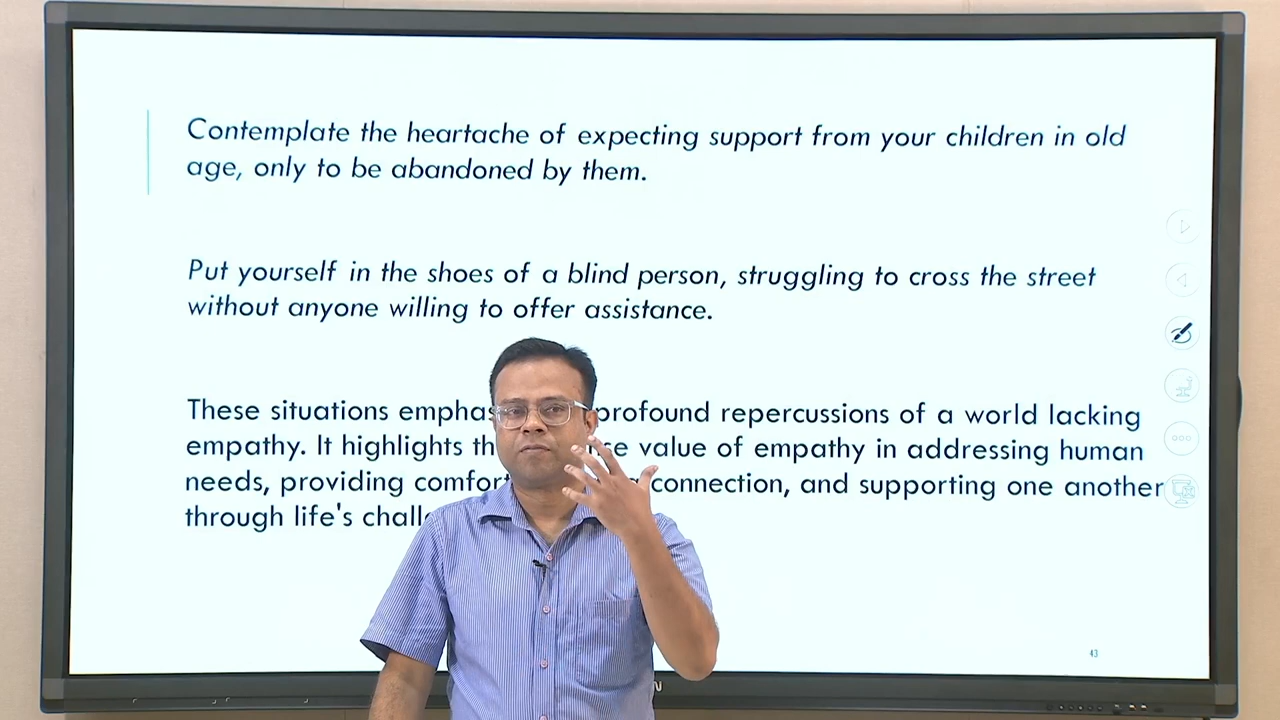 Contemplate the heartache of expecting support from your children in old
age, only to be abandoned by them.
Put yourself in the shoes of a blind person, struggling to cross the street
without anyone willing to offer assistance.
These situations emphas profound repercussions of a world lacking
empathy. It highlights th ce value of empathy in addressing human
needs, providing comfort connection, and supporting one another
through life's chall
43